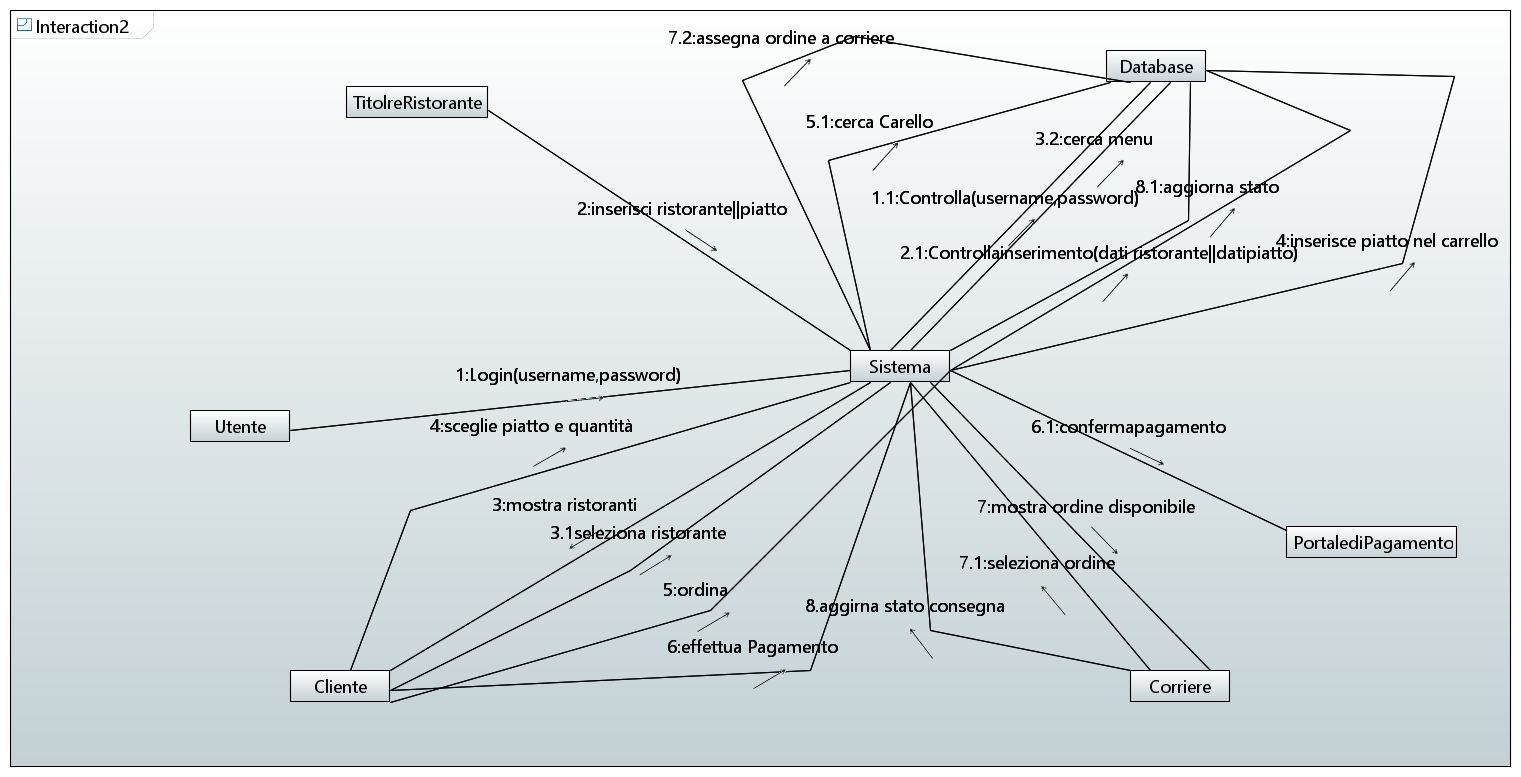 Interaction2
7.2:assegna ordine a corriere
Database
TitolreRistorante
5.1:cerca Carello
3.2:cerca menu
8.1:aggiorna stato
1.1:Controlla(username,password)
2:inserisci ristorante||piatto
4:inserisce piatto nel carrello
2.1:Controllainserimento(dati ristorante||datipiatto)
Sistema
1:Login(username,password)
Utente
4:sceglie piatto e quantità
6.1:confermapagamento
3:mostra ristoranti
7:mostra ordine disponibile
3.1seleziona ristorante
PortalediPagamento
7.1:seleziona ordine
5:ordina
8.aggirna stato consegna
6:effettua Pagamento
Cliente
Corriere